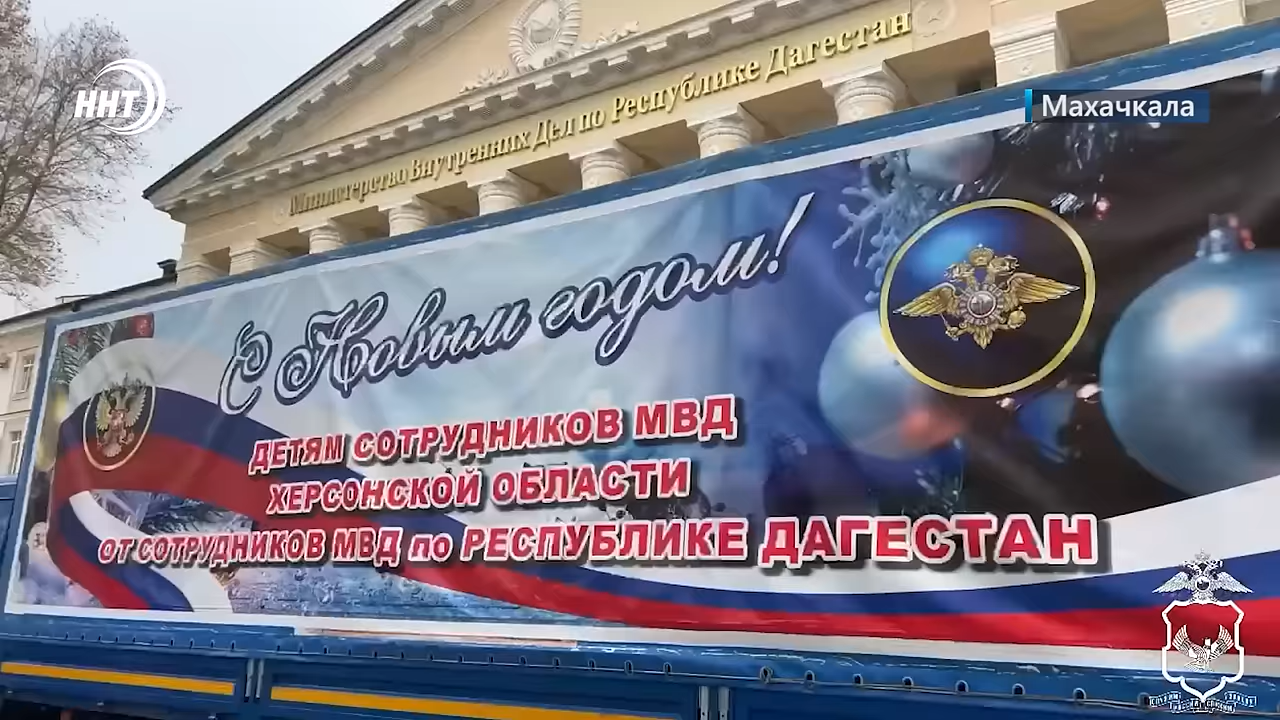 ННТ
Махачкала
Министерство Внутренних Дел по Республике Дагестан
С Новым годом!
ДЕТЯМ СОТРУДНИКОВ МВД
ХЕРСОНСКОЙ ОБЛАСТИ
ОТ СОТРУДНИКОВ МВД по РЕСПУБЛИКЕ ДАГЕСТАН